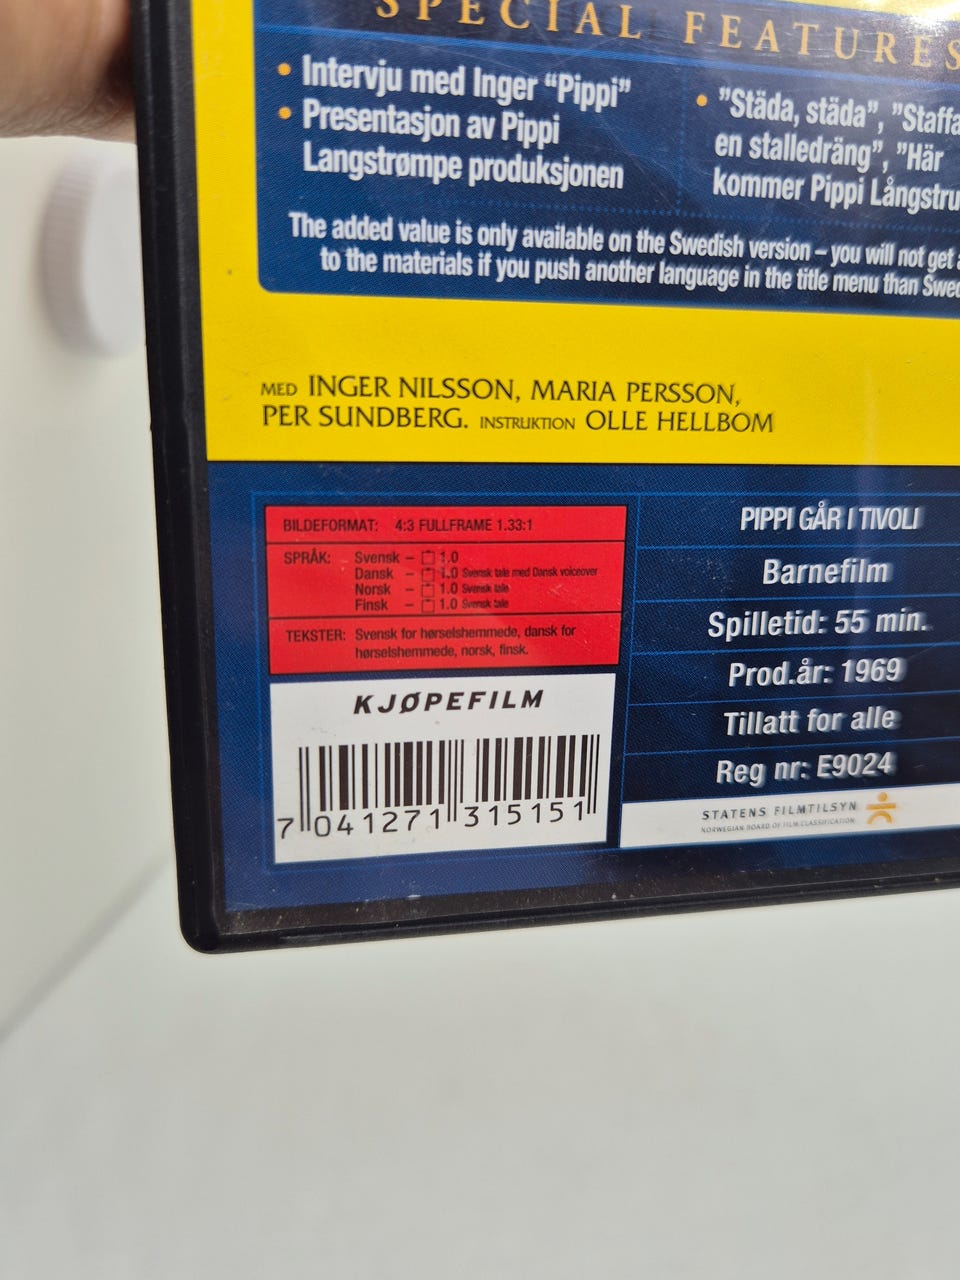 SPECIAL FEATURES
• Intervju med Inger “Pippi”
• Presentasjon av Pippi
Langstrømpe produksjonen
• ”Städa, städa”, ”Staffa
en stalledräng”, ”Här
kommer Pippi Långstru
The added value is only available on the Swedish version – you will not get a
to the materials if you push another language in the title menu than Swed
MED INGER NILSSON, MARIA PERSSON,
PER SUNDBERG. INSTRUKTION OLLE HELLBOM
BILDEFORMAT: 4:3 FULLFRAME 1.33:1
SPRÅK: Svensk – 1.0
Dansk – 1.0 Svensk tale med Dansk voiceover
Norsk – 1.0 Svensk tale
Finsk – 1.0 Svensk tale
TEKSTER: Svensk for hørselshemmede, dansk for
hørselshemmede, norsk, finsk.
KJØPEFILM
7 041271 315151
PIPPI GÅR I TIVOLI
Barnefilm
Spilletid: 55 min.
Prod.år: 1969
Tillatt for alle
Reg nr: E9024
STATENS FILMTILSYN
NORWEGIAN BOARD OF FILM CLASSIFICATION